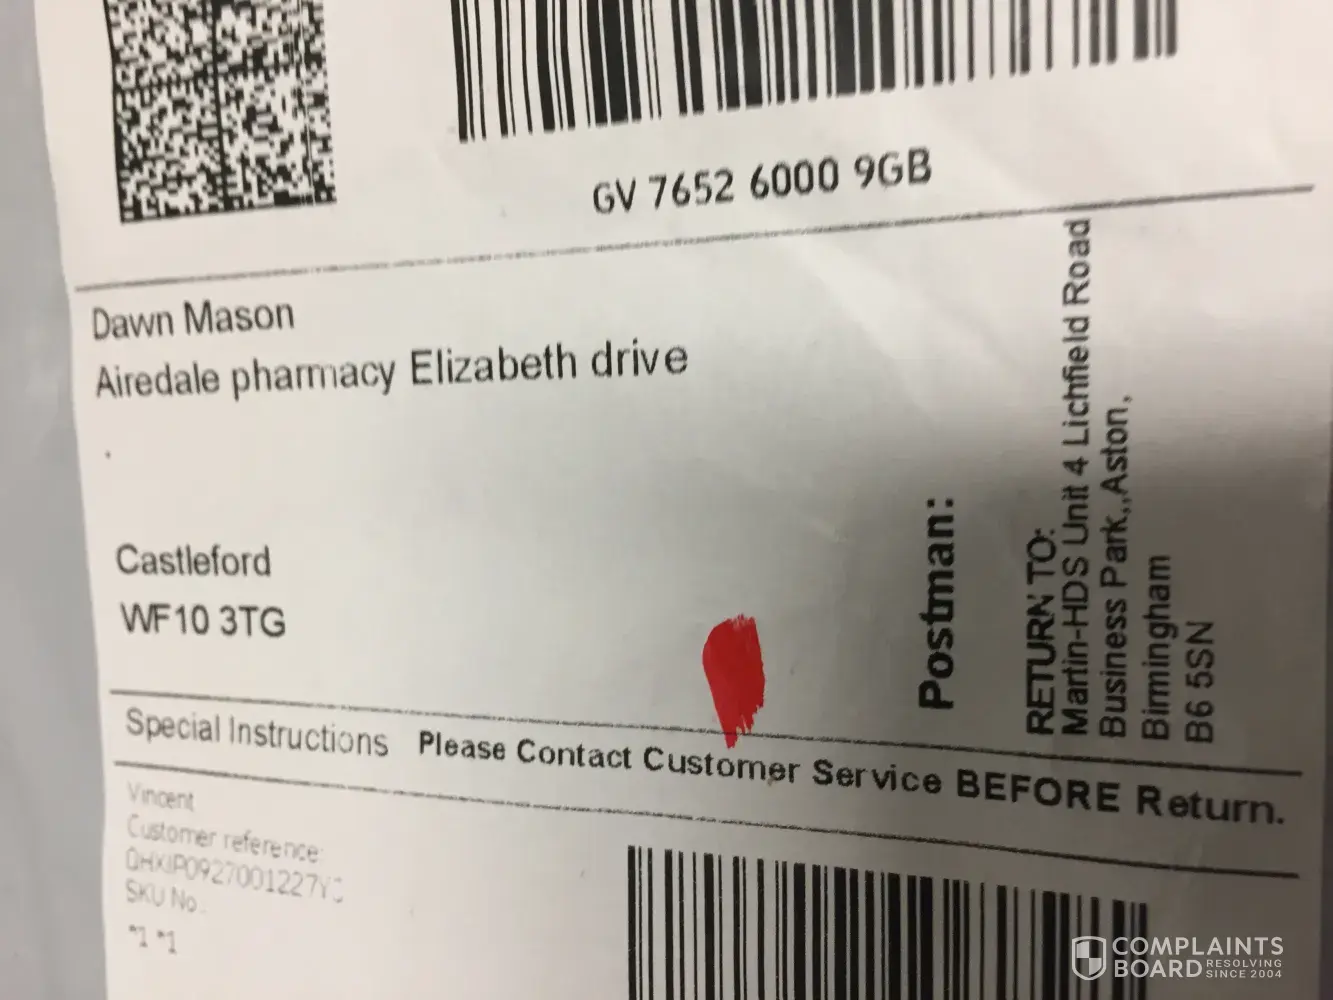 GV 7652 6000 9GB
Dawn Mason
Airedale pharmacy Elizabeth drive
.
Castleford
WF10 3TG
Postman:
RETURN TO:
Martin-HDS Unit 4 Lichfield Road
Business Park,,Aston,
Birmingham
B6 5SN
Special Instructions Please Contact Customer Service BEFORE Return.
Vincent
Customer reference:
SKU No.
*1 *1
COMPLAINTS
BOARD RESOLVING
SINCE 2004